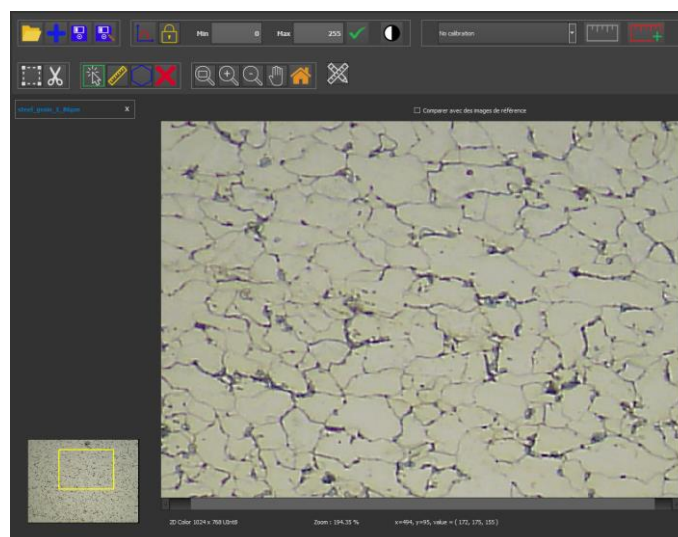 Min 0 Max 255 No calibration
steel_grain_1_86µm x
Comparer avec des images de référence
2D Color 1024 x 768 UInt8 Zoom : 194.35 % x=494, y=95, value = ( 172, 175, 155 )